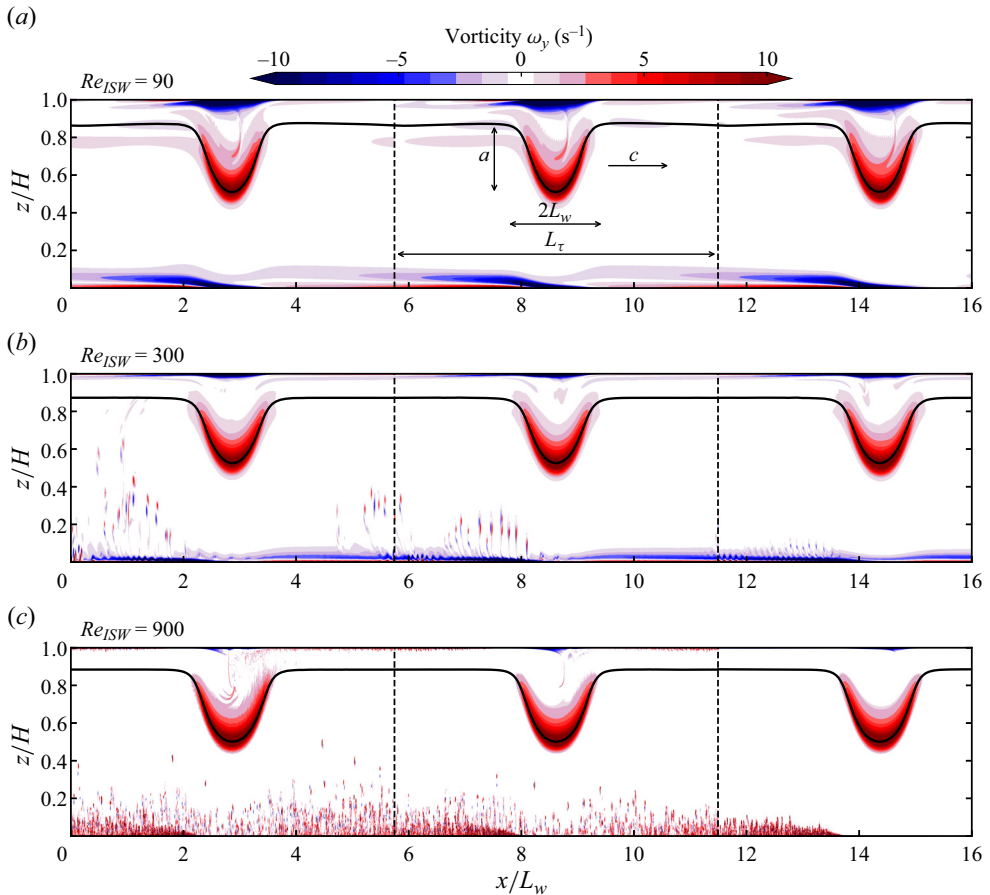 (a)
Vorticity ω_y (s⁻¹)
−10 −5 0 5 10
Re_ISW = 90
1.0
0.8
a
c
0.6
z/H
2L_w
0.4
L_τ
0.2
0 2 4 6 8 10 12 14 16
(b)
Re_ISW = 300
1.0
0.8
0.6
z/H
0.4
0.2
0 2 4 6 8 10 12 14 16
(c)
Re_ISW = 900
1.0
0.8
0.6
z/H
0.4
0.2
0 2 4 6 8 10 12 14 16
x/L_w